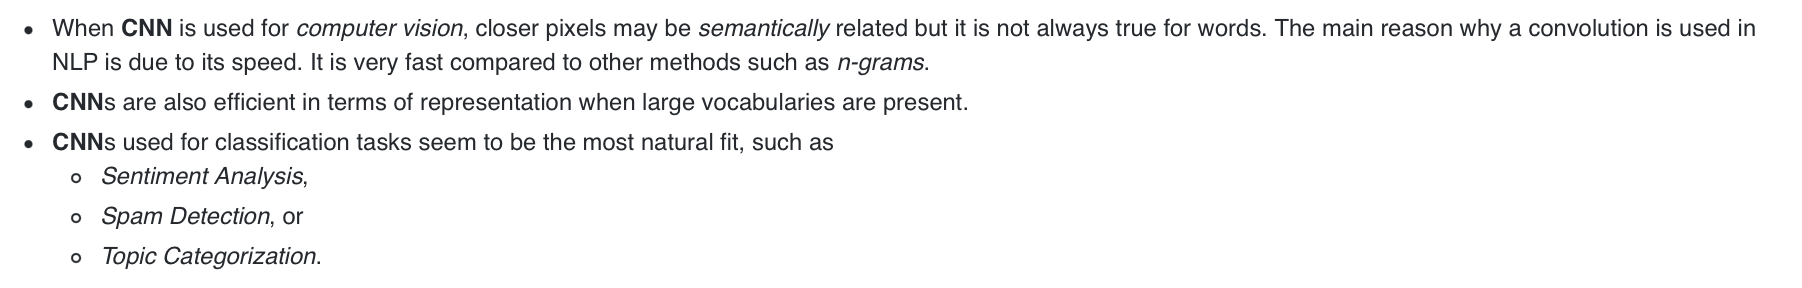 • When CNN is used for computer vision, closer pixels may be semantically related but it is not always true for words. The main reason why a convolution is used in
NLP is due to its speed. It is very fast compared to other methods such as n-grams.
• CNNs are also efficient in terms of representation when large vocabularies are present.
• CNNs used for classification tasks seem to be the most natural fit, such as
◦ Sentiment Analysis,
◦ Spam Detection, or
◦ Topic Categorization.